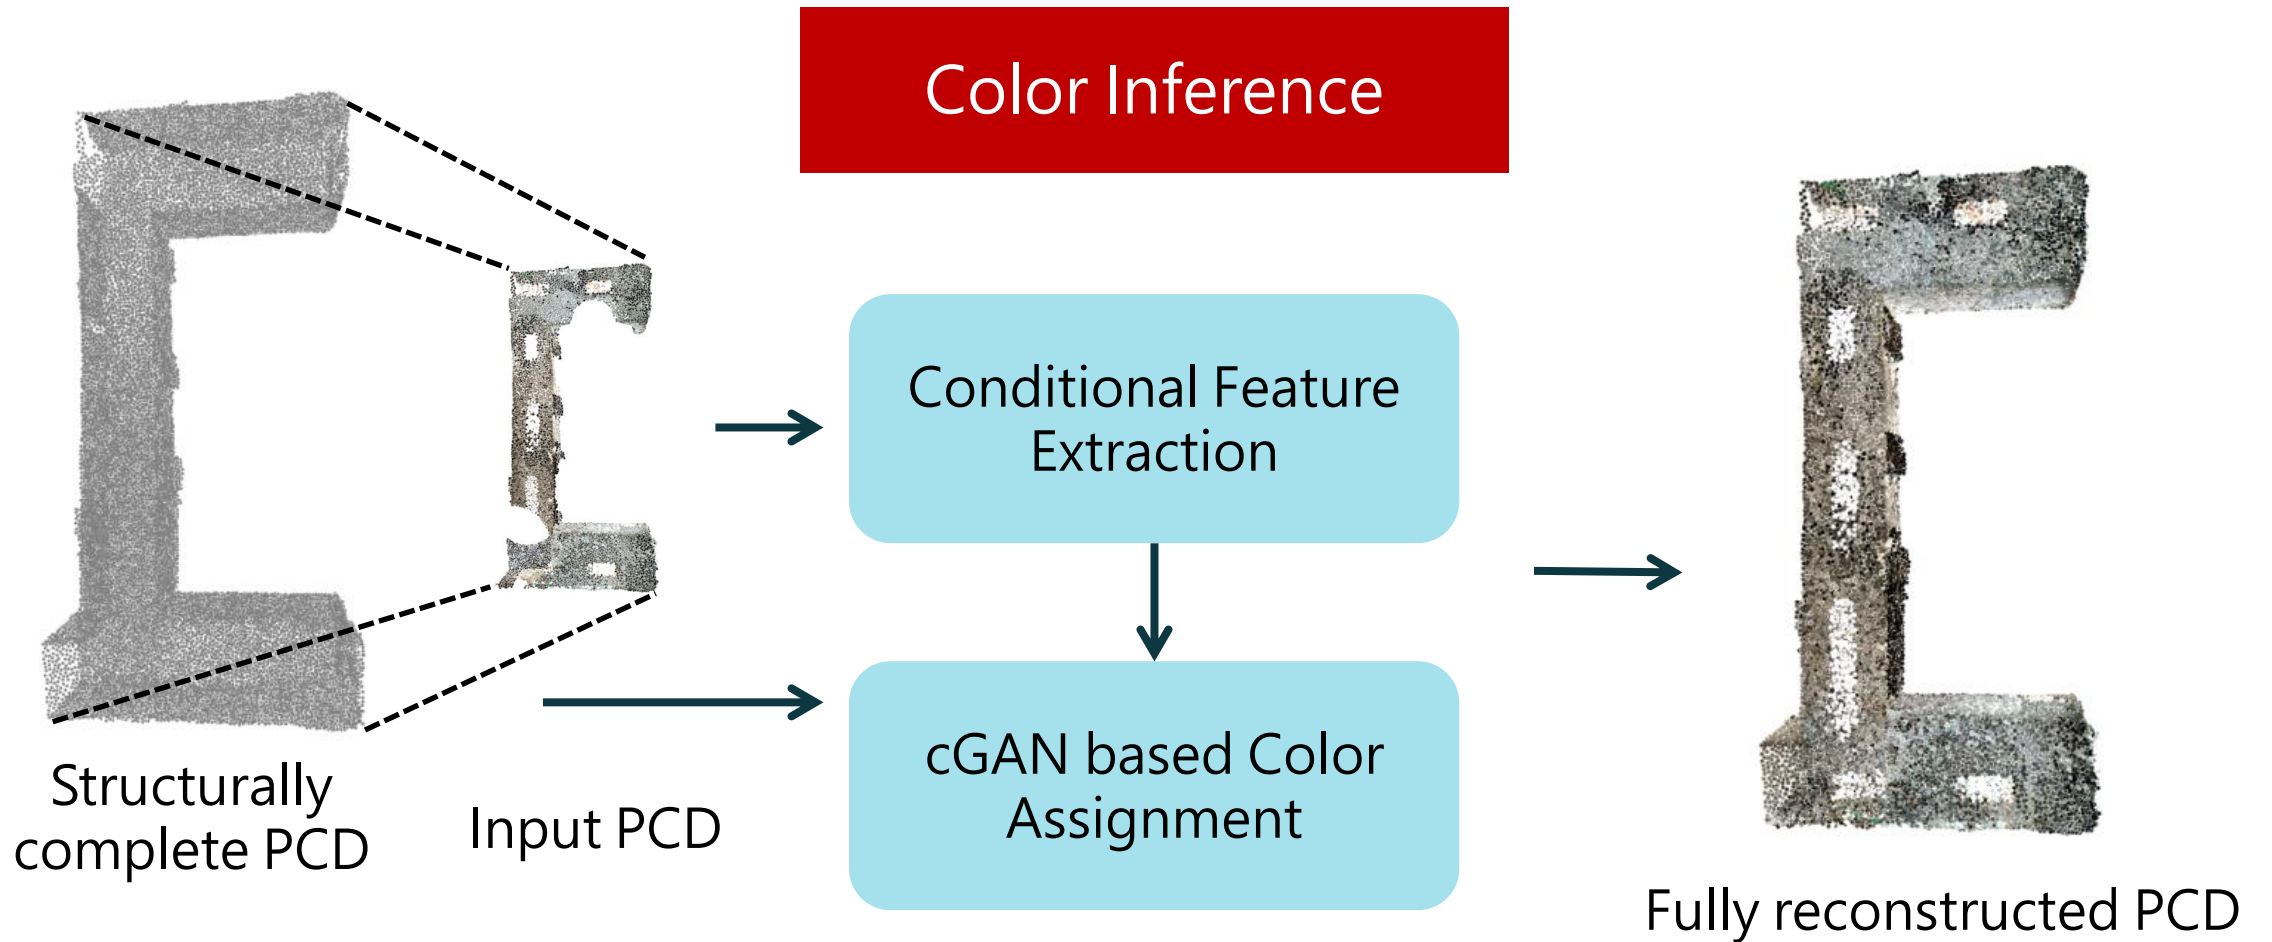 Color Inference
Conditional Feature
Extraction
cGAN based Color
Assignment
Structurally
complete PCD
Input PCD
Fully reconstructed PCD